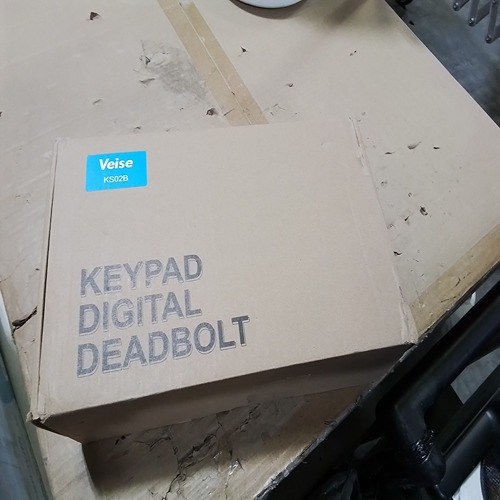 Veise
KS02B
KEYPAD
DIGITAL
DEADBOLT